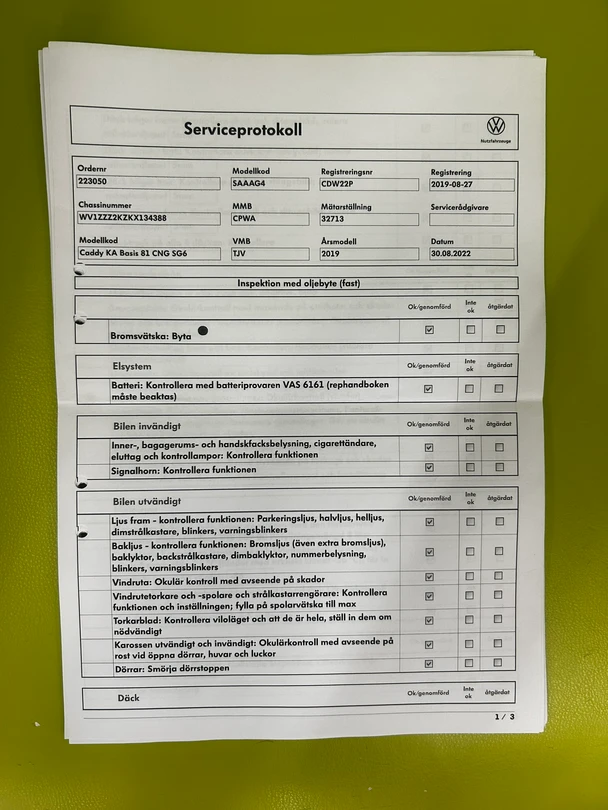 Serviceprotokoll
Nutzfahrzeuge
Ordernr
223050
Modellkod
SAAAG4
Registreringsnr
CDW22P
Registrering
2019-08-27
Chassinummer
WV1ZZZ2KZKX134388
MMB
CPWA
Mätarställning
32713
Servicerådgivare
Modellkod
Caddy KA Basis 81 CNG SG6
VMB
TJV
Årsmodell
2019
Datum
30.08.2022
Inspektion med oljebyte (fast)
Ok/genomförd Inte ok åtgärdat
Bromsvätska: Byta
Elsystem Ok/genomförd Inte ok åtgärdat
Batteri: Kontrollera med batteriprovaren VAS 6161 (rephandboken
måste beaktas)
Bilen invändigt Ok/genomförd Inte ok åtgärdat
Inner-, bagagerums- och handskfacksbelysning, cigarettändare,
eluttag och kontrollampor: Kontrollera funktionen
Signalhorn: Kontrollera funktionen
Bilen utvändigt Ok/genomförd Inte ok åtgärdat
Ljus fram - kontrollera funktionen: Parkeringsljus, halvljus, helljus,
dimstrålkastare, blinkers, varningsblinkers
Bakljus - kontrollera funktionen: Bromsljus (även extra bromsljus),
baklyktor, backstrålkastare, dimbaklyktor, nummerbelysning,
blinkers, varningsblinkers
Vindruta: Okulär kontroll med avseende på skador
Vindrutetorkare och -spolare och strålkastarrengörare: Kontrollera
funktionen och inställningen; fylla på spolarvätska till max
Torkarblad: Kontrollera viloläget och att de är hela, ställ in dem om
nödvändigt
Karossen utvändigt och invändigt: Okulärkontroll med avseende på
rost vid öppna dörrar, huvar och luckor
Dörrar: Smörja dörrstoppen
Däck Ok/genomförd Inte ok åtgärdat
1 / 3